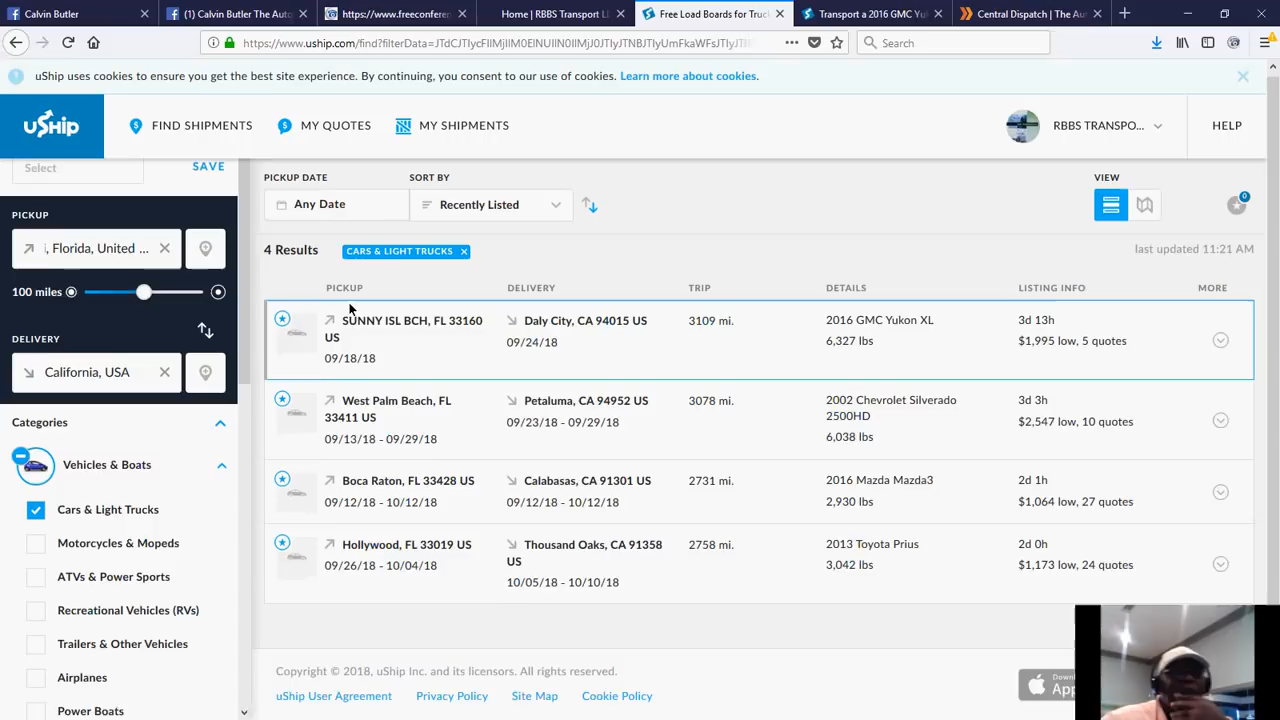 Calvin Butler
(1) Calvin Butler The Auto
https://www.freeconfer
Home | RBBS Transport L
Free Load Boards for Truck
Transport a 2016 GMC Yuk
Central Dispatch | The Au
https://www.uship.com/find?filterData=
Search
uShip uses cookies to ensure you get the best site experience. By continuing, you consent to our use of cookies. Learn more about cookies.
uShip
FIND SHIPMENTS
MY QUOTES
MY SHIPMENTS
RBBS TRANSPO...
HELP
Select
SAVE
PICKUP DATE
SORT BY
VIEW
Any Date
Recently Listed
0
PICKUP
, Florida, United ...
100 miles
DELIVERY
California, USA
4 Results
CARS & LIGHT TRUCKS
last updated 11:21 AM
PICKUP DELIVERY TRIP DETAILS LISTING INFO MORE
SUNNY ISL BCH, FL 33160 US
09/18/18
Daly City, CA 94015 US
09/24/18
3109 mi.
2016 GMC Yukon XL
6,327 lbs
3d 13h
$1,995 low, 5 quotes
West Palm Beach, FL
33411 US
09/13/18 - 09/29/18
Petaluma, CA 94952 US
09/23/18 - 09/29/18
3078 mi.
2002 Chevrolet Silverado
2500HD
6,038 lbs
3d 3h
$2,547 low, 10 quotes
Boca Raton, FL 33428 US
09/12/18 - 10/12/18
Calabasas, CA 91301 US
09/12/18 - 10/12/18
2731 mi.
2016 Mazda Mazda3
2,930 lbs
2d 1h
$1,064 low, 27 quotes
Hollywood, FL 33019 US
09/26/18 - 10/04/18
Thousand Oaks, CA 91358
US
10/05/18 - 10/10/18
2758 mi.
2013 Toyota Prius
3,042 lbs
2d 0h
$1,173 low, 24 quotes
Categories
Vehicles & Boats
Cars & Light Trucks
Motorcycles & Mopeds
ATVs & Power Sports
Recreational Vehicles (RVs)
Trailers & Other Vehicles
Airplanes
Power Boats
Copyright © 2018, uShip Inc. and its licensors. All rights reserved.
uShip User Agreement
Privacy Policy
Site Map
Cookie Policy